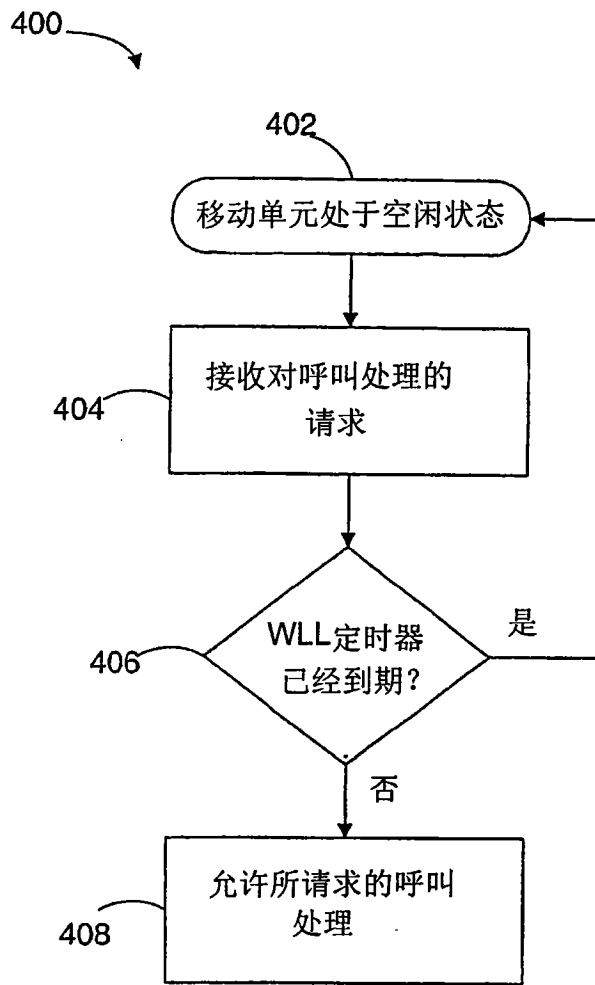 400
402
移动单元处于空闲状态
404
接收对呼叫处理的
请求
406
WLL定时器
已经到期?
是
否
408
允许所请求的呼叫
处理